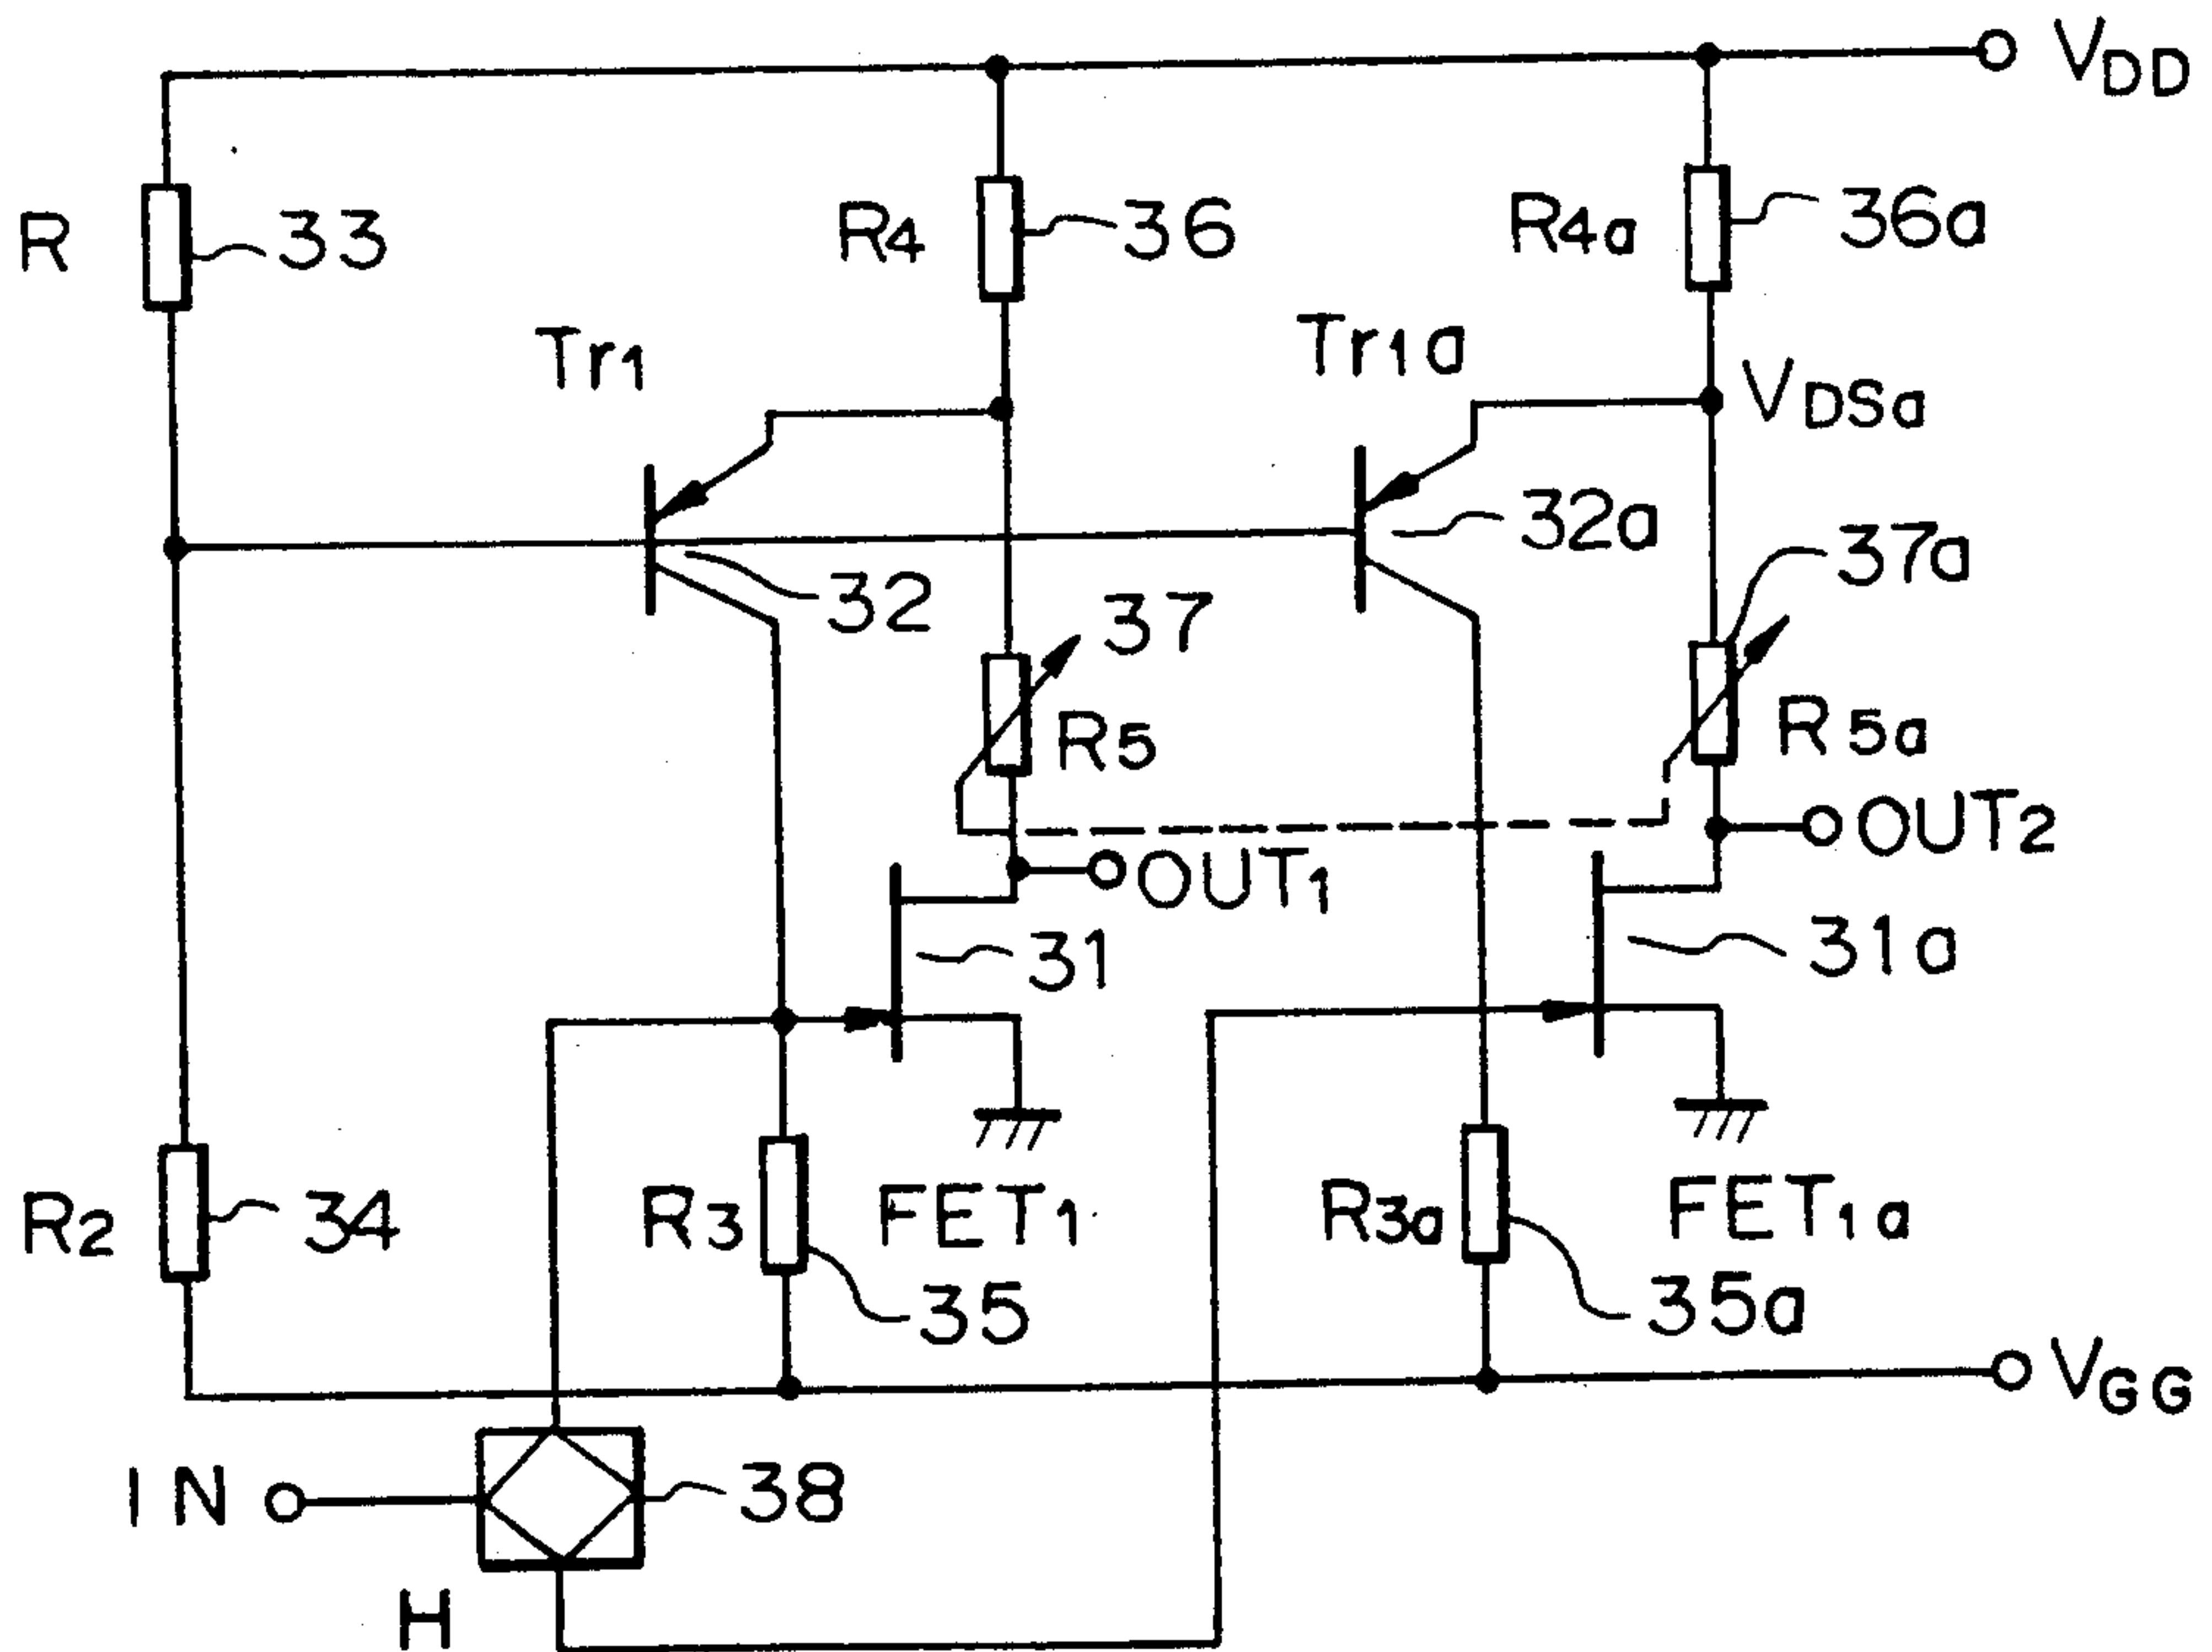 VDD
R 33
R4 36
R4a 36a
Tr1
Tr1a
VDSa
32
32a
37
37a
R5
R5a
OUT1
OUT2
31
31a
R2 34
R3
FET1
R3a
FET1a
35
35a
VGG
IN
38
H